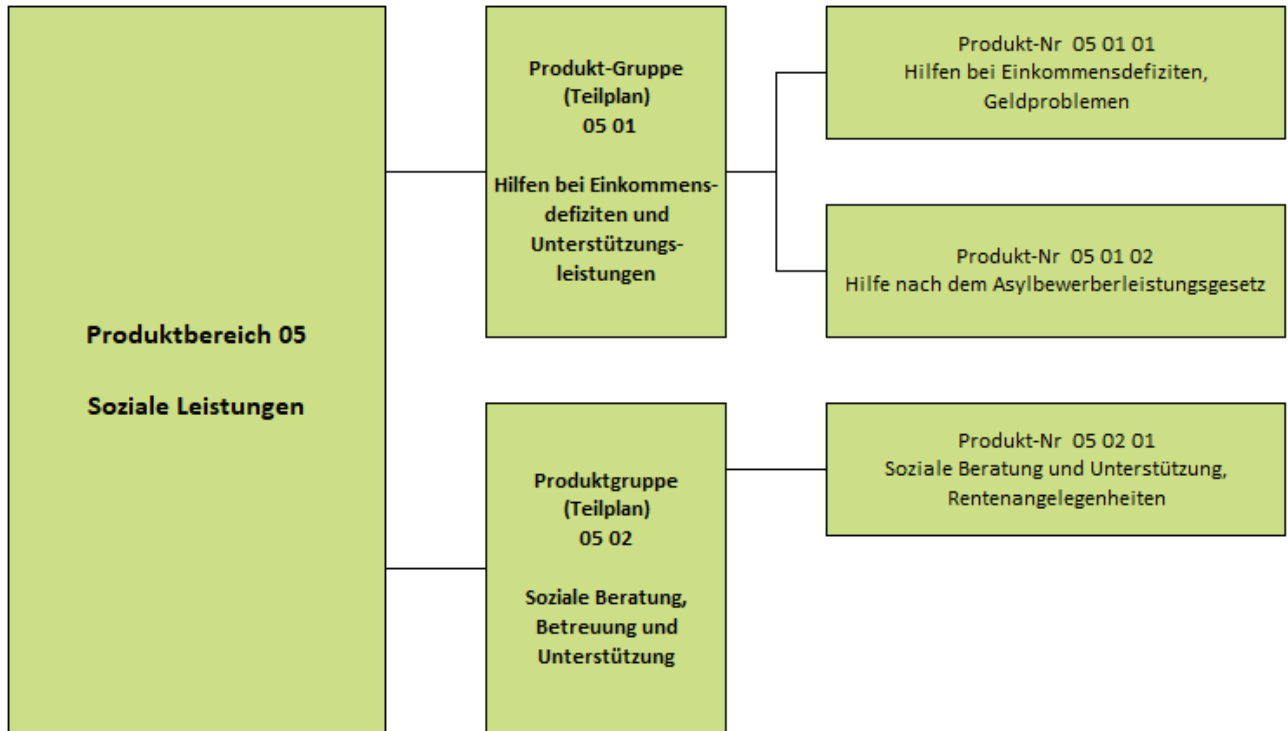 Produktbereich 05
Soziale Leistungen
Produkt-Gruppe
(Teilplan)
05 01
Hilfen bei Einkommens-
defiziten und
Unterstützungs-
leistungen
Produkt-Nr 05 01 01
Hilfen bei Einkommensdefiziten,
Geldproblemen
Produkt-Nr 05 01 02
Hilfe nach dem Asylbewerberleistungsgesetz
Produktgruppe
(Teilplan)
05 02
Soziale Beratung,
Betreuung und
Unterstützung
Produkt-Nr 05 02 01
Soziale Beratung und Unterstützung,
Rentenangelegenheiten